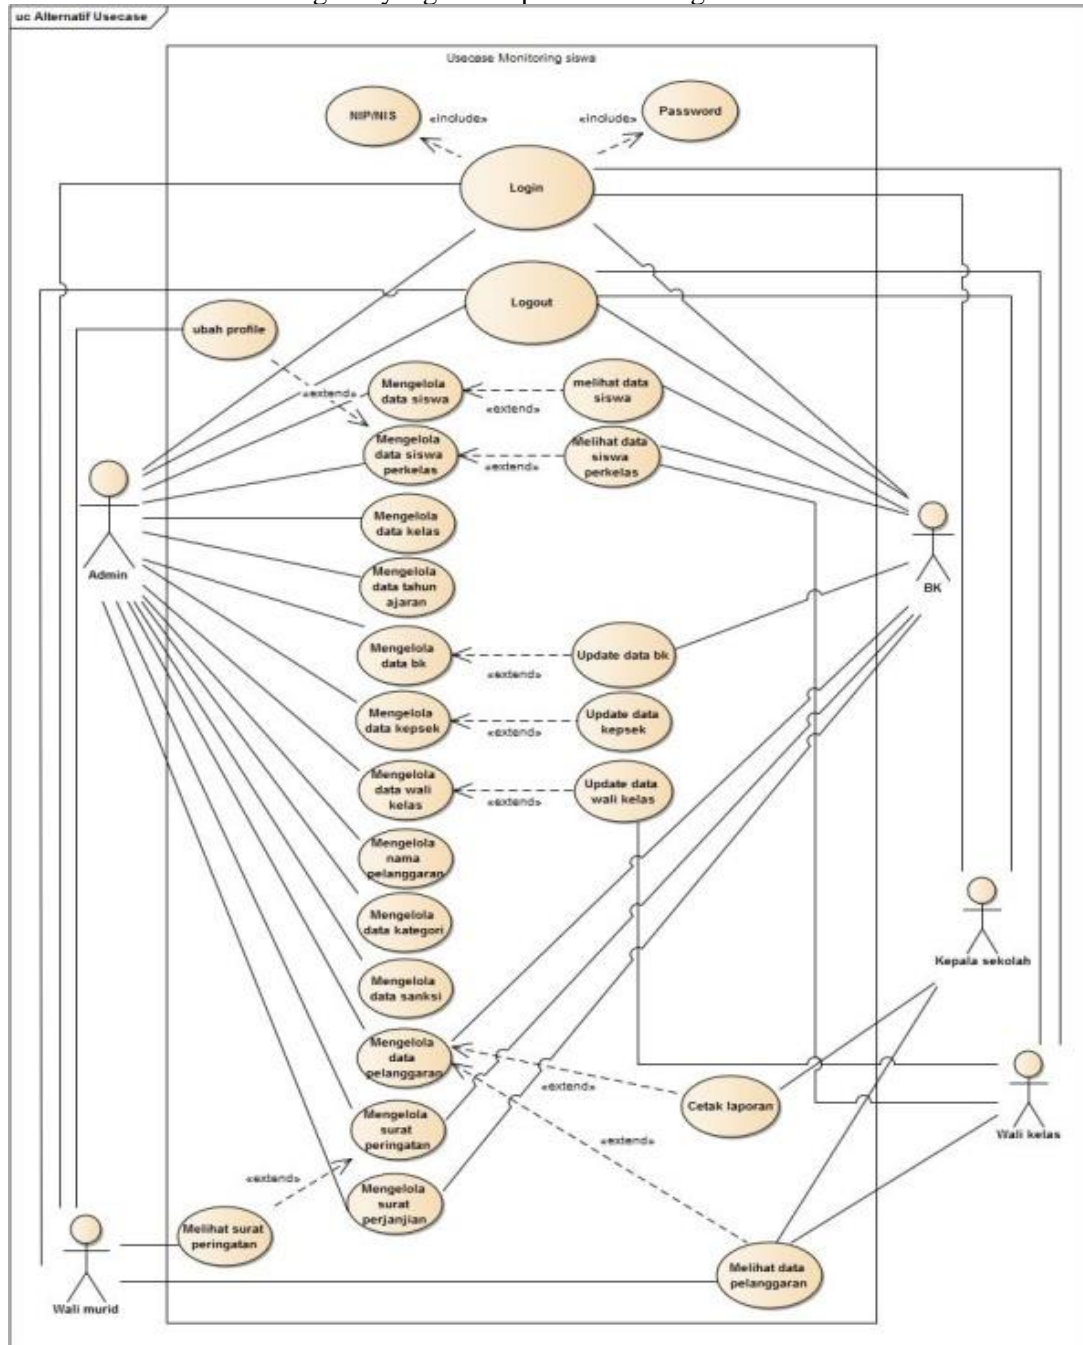 uc Alternatif Usecase
Usecase Monitoring siswa
NIP/NIS
«include»
«include»
Password
Login
Logout
ubah profile
«extend»
Mengelola
data siswa
«extend»
melihat data
siswa
Mengelola
data siswa
perkelas
«extend»
Melihat data
siswa
perkelas
Mengelola
data kelas
Admin
Mengelola
data tahun
ajaran
BK
Mengelola
data bk
«extend»
Update data bk
Mengelola
data kepsek
«extend»
Update data
kepsek
Mengelola
data wali
kelas
«extend»
Update data
wali kelas
Mengelola
nama
pelanggaran
Mengelola
data kategori
Kepala sekolah
Mengelola
data sanksi
Mengelola
data
pelanggaran
«extend»
Cetak laporan
Wali kelas
Mengelola
surat
peringatan
«extend»
«extend»
Mengelola
surat
perjanjian
Melihat surat
peringatan
Melihat data
pelanggaran
Wali murid